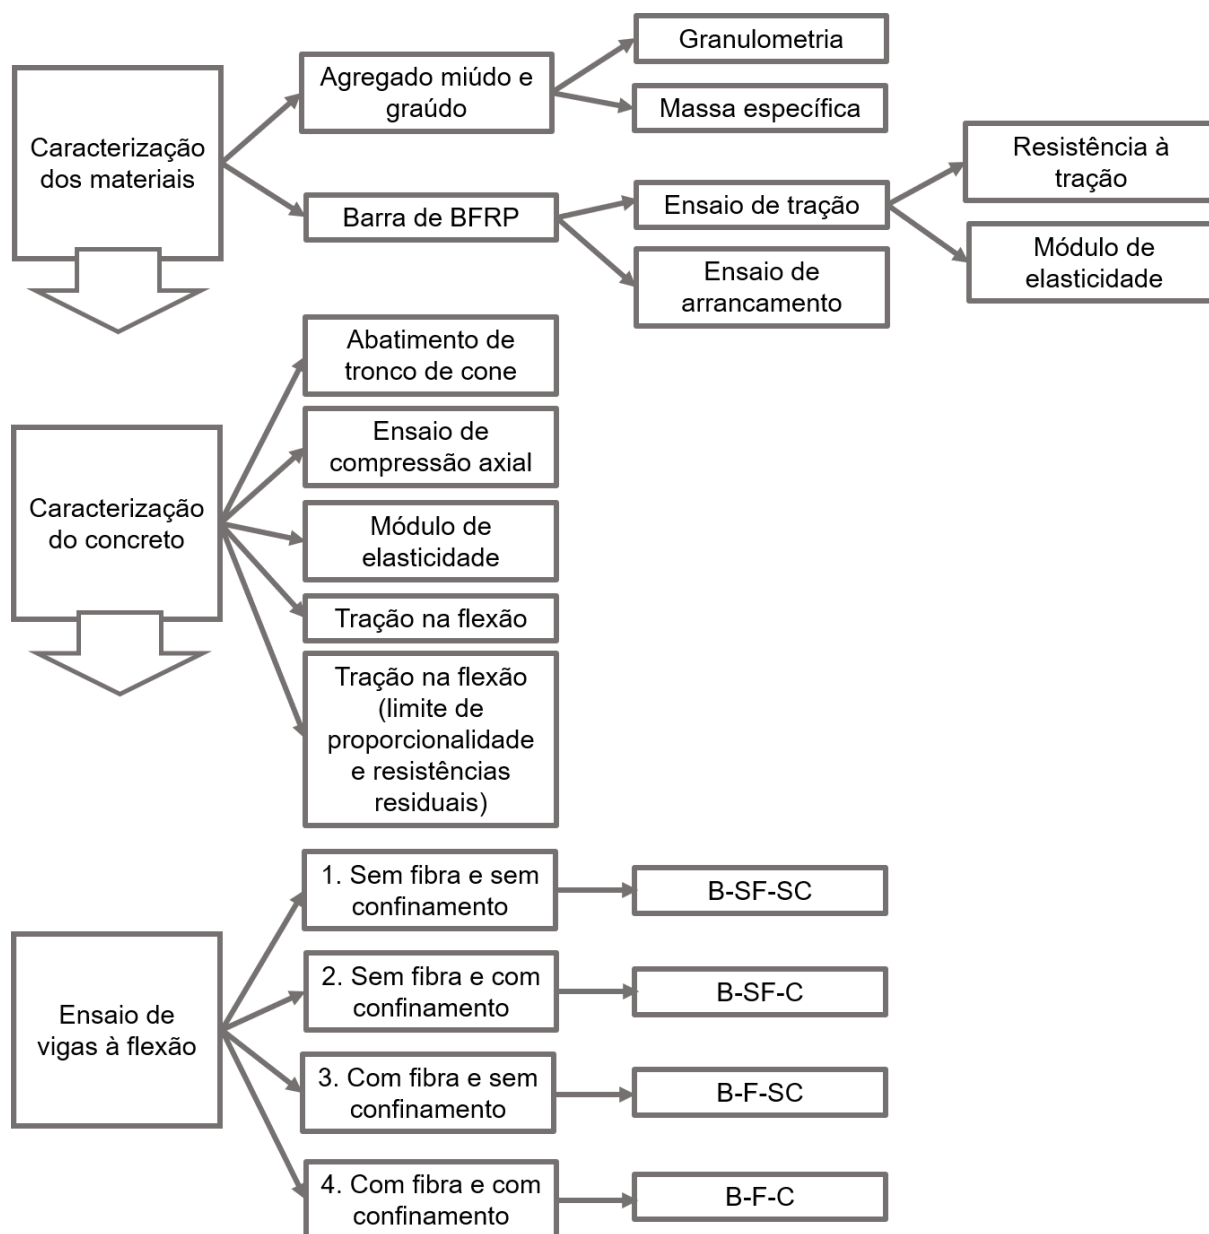 Caracterização
dos materiais
Agregado miúdo e
graúdo
Granulometria
Massa específica
Barra de BFRP
Ensaio de tração
Resistência à
tração
Módulo de
elasticidade
Ensaio de
arrancamento
Caracterização
do concreto
Abatimento de
tronco de cone
Ensaio de
compressão axial
Módulo de
elasticidade
Tração na flexão
Tração na flexão
(limite de
proporcionalidade
e resistências
residuais)
Ensaio de
vigas à flexão
1. Sem fibra e sem
confinamento
B-SF-SC
2. Sem fibra e com
confinamento
B-SF-C
3. Com fibra e sem
confinamento
B-F-SC
4. Com fibra e com
confinamento
B-F-C